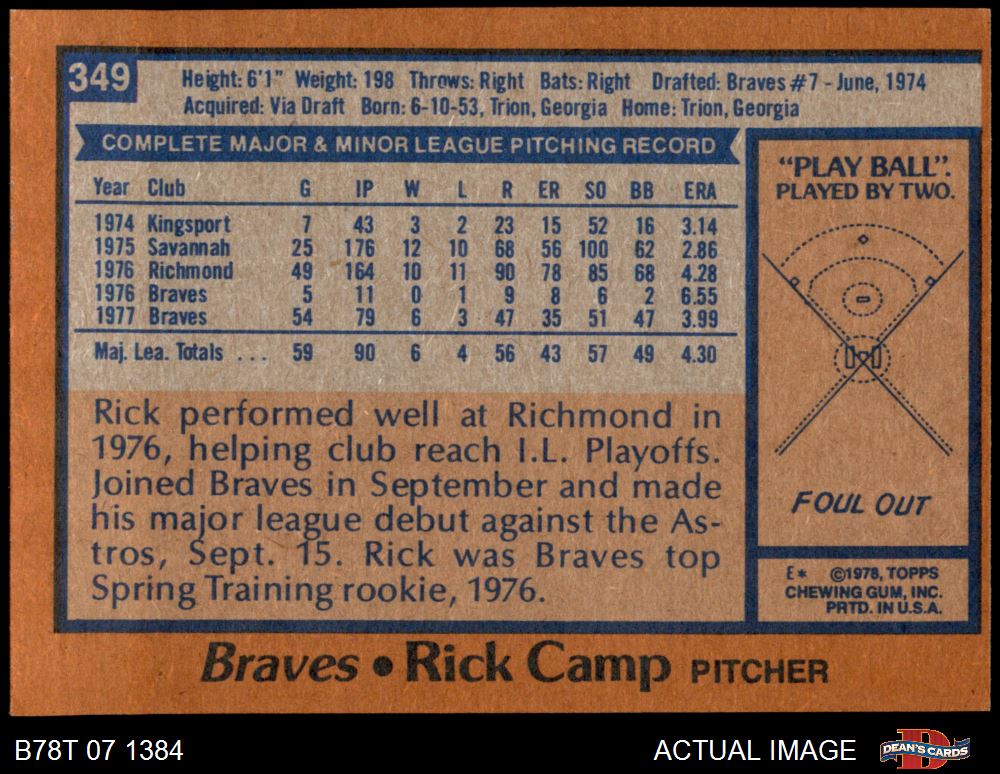 349
Height: 6'1" Weight: 198 Throws: Right Bats: Right Drafted: Braves #7 - June, 1974
Acquired: Via Draft Born: 6-10-53, Trion, Georgia Home: Trion, Georgia
COMPLETE MAJOR & MINOR LEAGUE PITCHING RECORD
Year Club G IP W L R ER SO BB ERA
1974 Kingsport 7 43 3 2 23 15 52 16 3.14
1975 Savannah 25 176 12 10 68 56 100 62 2.86
1976 Richmond 49 164 10 11 90 78 85 68 4.28
1976 Braves 5 11 0 1 9 8 6 2 6.55
1977 Braves 54 79 6 3 47 35 51 47 3.99
Maj. Lea. Totals ... 59 90 6 4 56 43 57 49 4.30
Rick performed well at Richmond in
1976, helping club reach I.L. Playoffs.
Joined Braves in September and made
his major league debut against the As-
tros, Sept. 15. Rick was Braves top
Spring Training rookie, 1976.
"PLAY BALL".
PLAYED BY TWO.
FOUL OUT
E* ©1978, TOPPS
CHEWING GUM, INC.
PRTD. IN U.S.A.
Braves • Rick Camp PITCHER
B78T 07 1384
ACTUAL IMAGE
D
DEAN'S CARDS